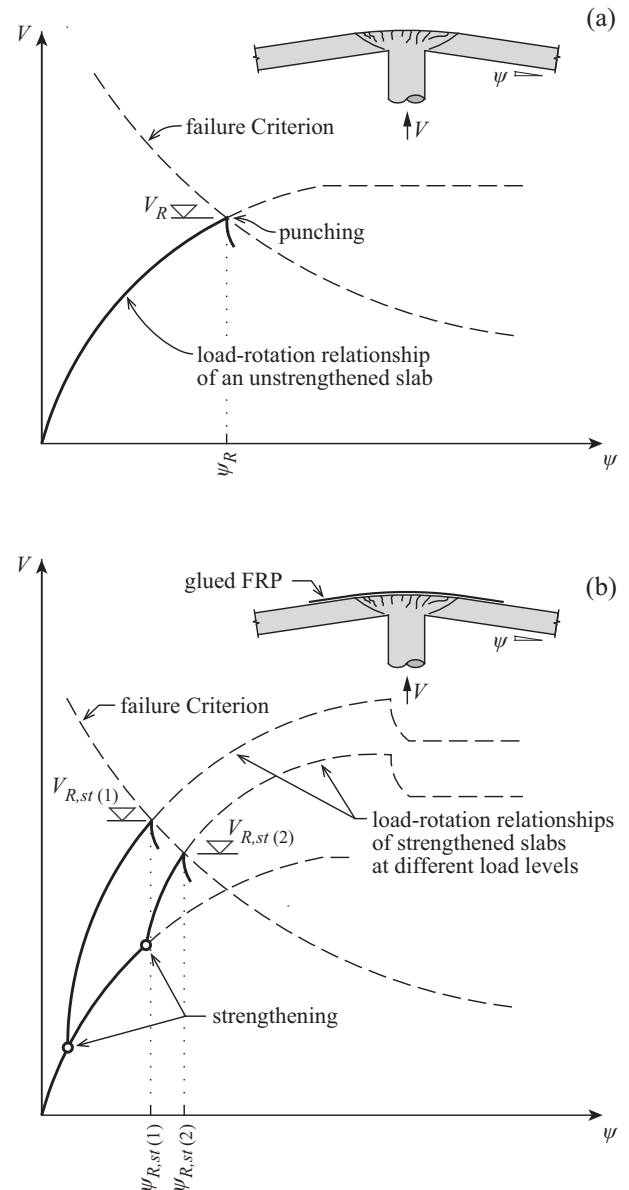 (a)
V
ψ
V
failure Criterion
V_R
punching
load-rotation relationship
of an unstrengthened slab
ψ_R
ψ
(b)
V
glued FRP
ψ
V
failure Criterion
V_R,st (1)
V_R,st (2)
load-rotation relationships
of strengthened slabs
at different load levels
strengthening
ψ_R,st (1)
ψ_R,st (2)
ψ